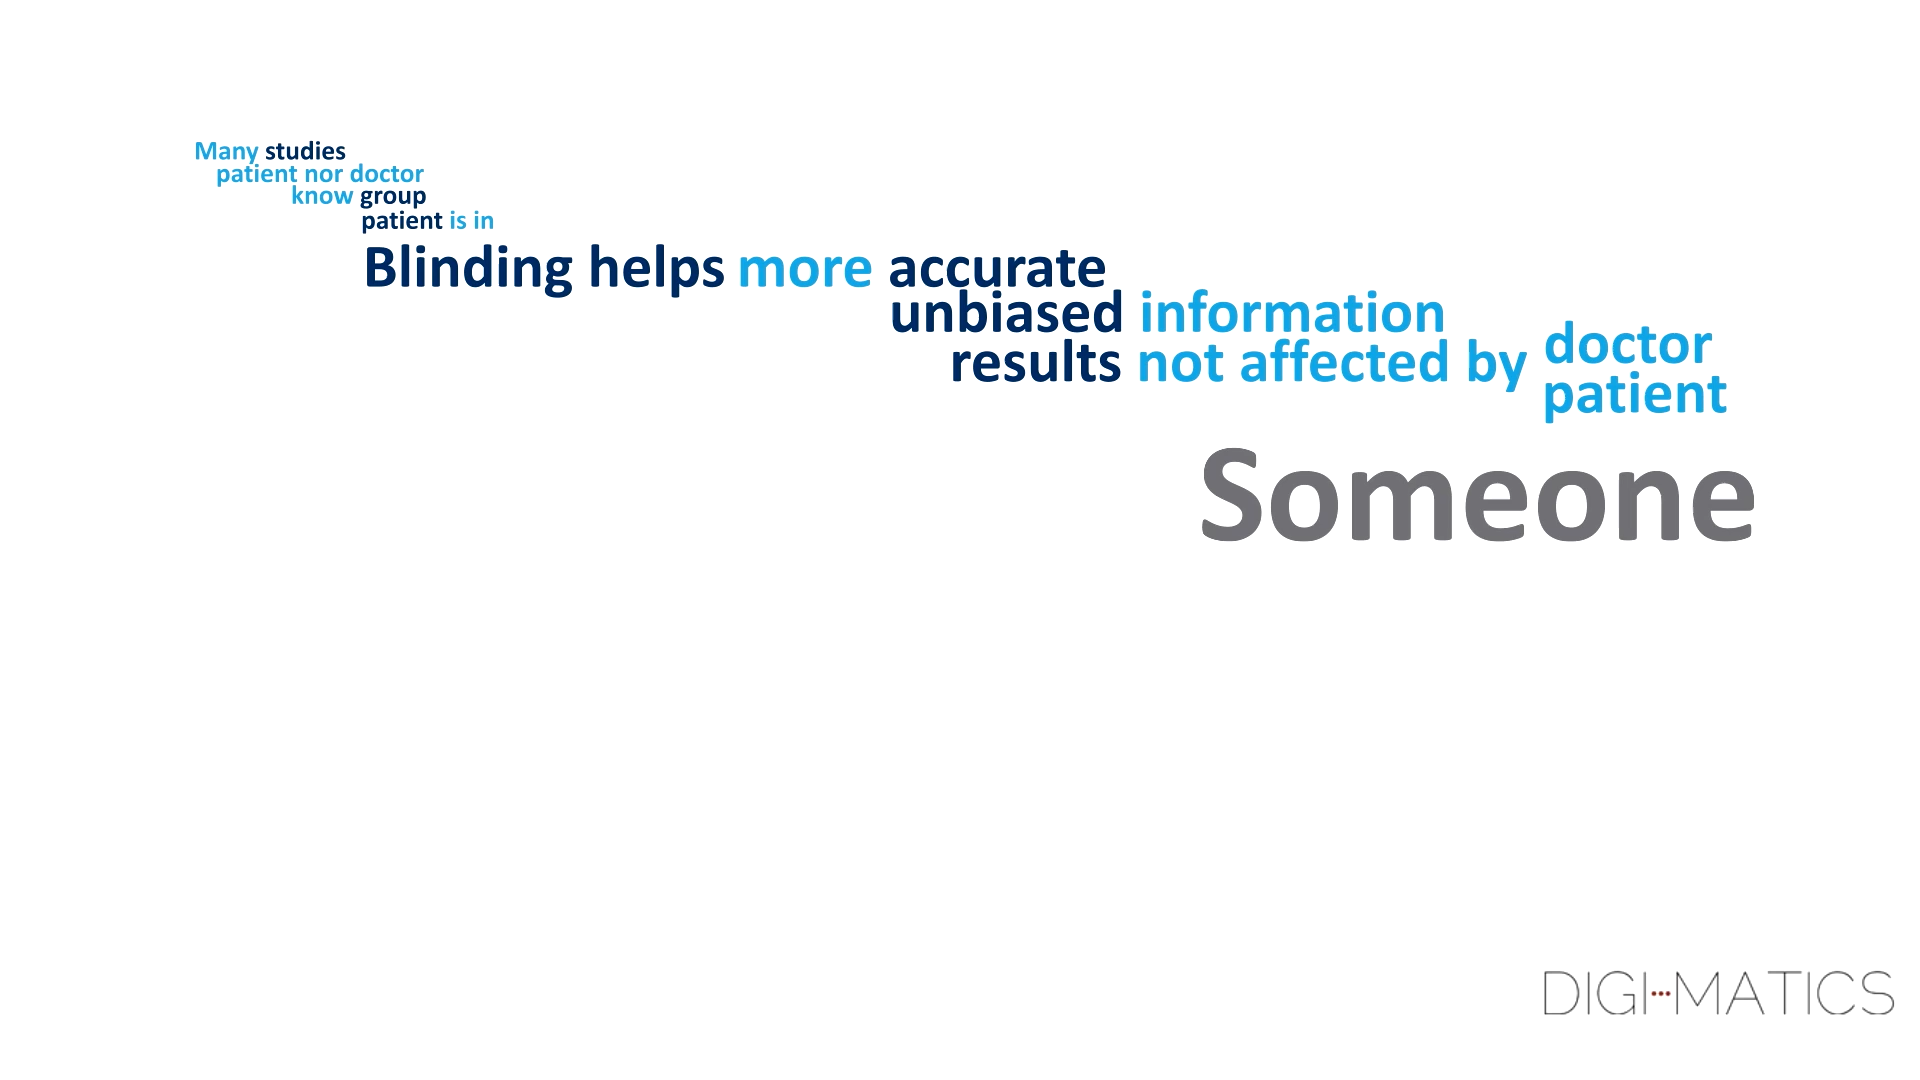 Many studies
patient nor doctor
know group
patient is in
Blinding helps more accurate
unbiased information
results not affected by doctor
patient
Someone
DIGI···MATICS